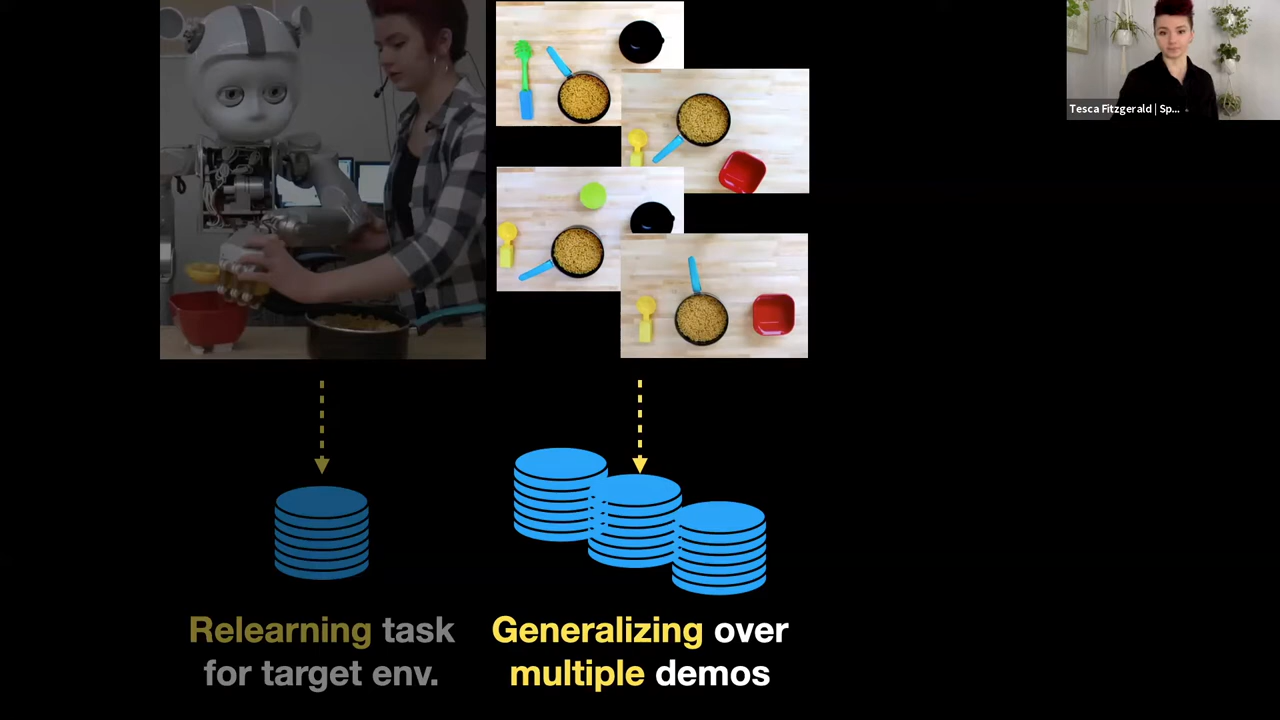 Tesca Fitzgerald | Sp...
Relearning task
for target env.
Generalizing over
multiple demos